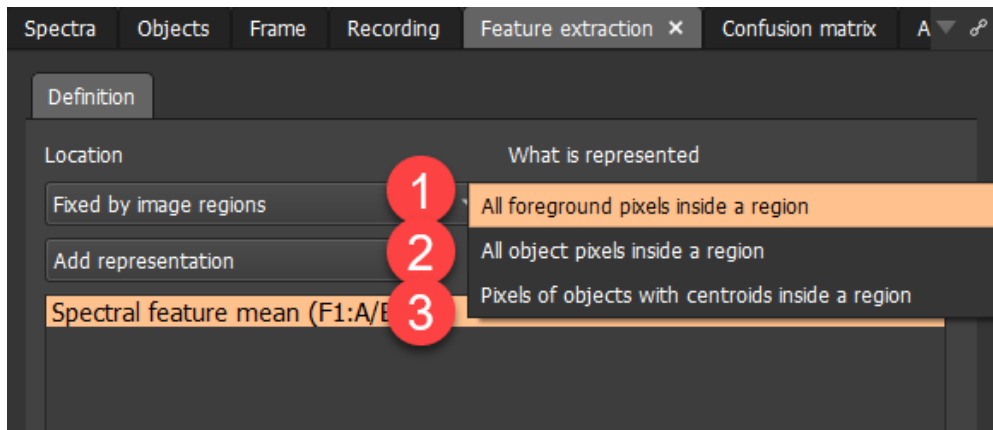 Spectra Objects Frame Recording Feature extraction × Confusion matrix A
Definition
Location What is represented
Fixed by image regions 1 All foreground pixels inside a region
Add representation 2 All object pixels inside a region
Spectral feature mean (F1:A/ 3 Pixels of objects with centroids inside a region